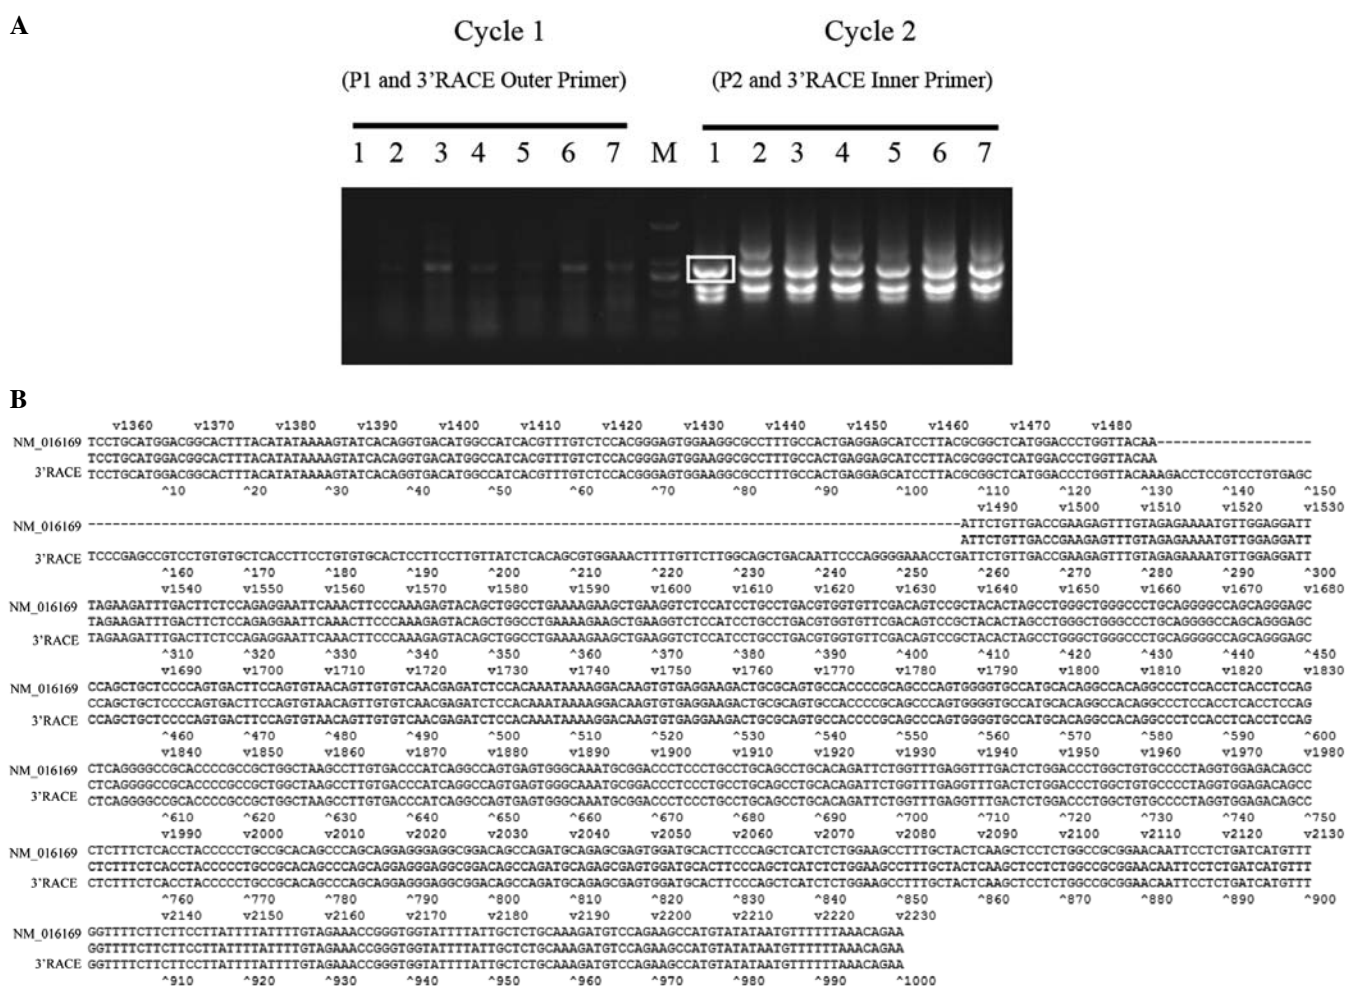 A
Cycle 1 Cycle 2
(P1 and 3'RACE Outer Primer) (P2 and 3'RACE Inner Primer)
1 2 3 4 5 6 7 M 1 2 3 4 5 6 7
B
v1360 v1370 v1380 v1390 v1400 v1410 v1420 v1430 v1440 v1450 v1460 v1470 v1480
NM_016169 TCCTGCATGGACGGCACTTTACATATAAAAGTATCACAGGTGACATGGCCATCACGTTTGTCTCCACGGGAGTGGAAGGCGCCTTTGCCACTGAGGAGCATCCTTACGCGGCTCATGGACCCTGGTTACAA-------------------
TCCTGCATGGACGGCACTTTACATATAAAAGTATCACAGGTGACATGGCCATCACGTTTGTCTCCACGGGAGTGGAAGGCGCCTTTGCCACTGAGGAGCATCCTTACGCGGCTCATGGACCCTGGTTACAA
3'RACE TCCTGCATGGACGGCACTTTACATATAAAAGTATCACAGGTGACATGGCCATCACGTTTGTCTCCACGGGAGTGGAAGGCGCCTTTGCCACTGAGGAGCATCCTTACGCGGCTCATGGACCCTGGTTACAAAGACCTCCGTCCTGTGAGC
^10 ^20 ^30 ^40 ^50 ^60 ^70 ^80 ^90 ^100 ^110 ^120 ^130 ^140 ^150
v1490 v1500 v1510 v1520 v1530
NM_016169 -----------------------------------------------------------------------------------------------------------ATTCTGTTGACCGAAGAGTTTGTAGAGAAAATGTTGGAGGATT
ATTCTGTTGACCGAAGAGTTTGTAGAGAAAATGTTGGAGGATT
3'RACE TCCCGAGCCGTCCTGTGTGCTCACCTTCCTGTGTGCACTCCTTCCTTGTTATCTCACAGCGTGGAAACTTTTGTTCTTGGCAGCTGACAATTCCCAGGGGAAACCTGATTCTGTTGACCGAAGAGTTTGTAGAGAAAATGTTGGAGGATT
^160 ^170 ^180 ^190 ^200 ^210 ^220 ^230 ^240 ^250 ^260 ^270 ^280 ^290 ^300
v1540 v1550 v1560 v1570 v1580 v1590 v1600 v1610 v1620 v1630 v1640 v1650 v1660 v1670 v1680
NM_016169 TAGAAGATTTGACTTCTCCAGAGGAATTCAAACTTCCCAAAGAGTACAGCTGGCCTGAAAAGAAGCTGAAGGTCTCCATCCTGCCTGACGTGGTGTTCGACAGTCCGCTACACTAGCCTGGGCTGGGCCCTGCAGGGGCCAGCAGGGAGC
TAGAAGATTTGACTTCTCCAGAGGAATTCAAACTTCCCAAAGAGTACAGCTGGCCTGAAAAGAAGCTGAAGGTCTCCATCCTGCCTGACGTGGTGTTCGACAGTCCGCTACACTAGCCTGGGCTGGGCCCTGCAGGGGCCAGCAGGGAGC
3'RACE TAGAAGATTTGACTTCTCCAGAGGAATTCAAACTTCCCAAAGAGTACAGCTGGCCTGAAAAGAAGCTGAAGGTCTCCATCCTGCCTGACGTGGTGTTCGACAGTCCGCTACACTAGCCTGGGCTGGGCCCTGCAGGGGCCAGCAGGGAGC
^310 ^320 ^330 ^340 ^350 ^360 ^370 ^380 ^390 ^400 ^410 ^420 ^430 ^440 ^450
v1690 v1700 v1710 v1720 v1730 v1740 v1750 v1760 v1770 v1780 v1790 v1800 v1810 v1820 v1830
NM_016169 CCAGCTGCTCCCCAGTGACTTCCAGTGTAACAGTTGTGTCAACGAGATCTCCACAAATAAAAGGACAAGTGTGAGGAAGACTGCGCAGTGCCACCCCGCAGCCCAGTGGGGTGCCATGCACAGGCCACAGGCCCTCCACCTCACCTCCAG
CCAGCTGCTCCCCAGTGACTTCCAGTGTAACAGTTGTGTCAACGAGATCTCCACAAATAAAAGGACAAGTGTGAGGAAGACTGCGCAGTGCCACCCCGCAGCCCAGTGGGGTGCCATGCACAGGCCACAGGCCCTCCACCTCACCTCCAG
3'RACE CCAGCTGCTCCCCAGTGACTTCCAGTGTAACAGTTGTGTCAACGAGATCTCCACAAATAAAAGGACAAGTGTGAGGAAGACTGCGCAGTGCCACCCCGCAGCCCAGTGGGGTGCCATGCACAGGCCACAGGCCCTCCACCTCACCTCCAG
^460 ^470 ^480 ^490 ^500 ^510 ^520 ^530 ^540 ^550 ^560 ^570 ^580 ^590 ^600
v1840 v1850 v1860 v1870 v1880 v1890 v1900 v1910 v1920 v1930 v1940 v1950 v1960 v1970 v1980
NM_016169 CTCAGGGGCCGCACCCCGCCGCTGGCTAAGCCTTGTGACCCATCAGGCCAGTGAGTGGGCAAATGCGGACCCTCCCTGCCTGCAGCCTGCACAGATTCTGGTTTGAGGTTTGACTCTGGACCCTGGCTGTGCCCCTAGGTGGAGACAGCC
CTCAGGGGCCGCACCCCGCCGCTGGCTAAGCCTTGTGACCCATCAGGCCAGTGAGTGGGCAAATGCGGACCCTCCCTGCCTGCAGCCTGCACAGATTCTGGTTTGAGGTTTGACTCTGGACCCTGGCTGTGCCCCTAGGTGGAGACAGCC
3'RACE CTCAGGGGCCGCACCCCGCCGCTGGCTAAGCCTTGTGACCCATCAGGCCAGTGAGTGGGCAAATGCGGACCCTCCCTGCCTGCAGCCTGCACAGATTCTGGTTTGAGGTTTGACTCTGGACCCTGGCTGTGCCCCTAGGTGGAGACAGCC
^610 ^620 ^630 ^640 ^650 ^660 ^670 ^680 ^690 ^700 ^710 ^720 ^730 ^740 ^750
v1990 v2000 v2010 v2020 v2030 v2040 v2050 v2060 v2070 v2080 v2090 v2100 v2110 v2120 v2130
NM_016169 CTCTTTCTCACCTACCCCCTGCCGCACAGCCCAGCAGGAGGGAGGCGGACAGCCAGATGCAGAGCGAGTGGATGCACTTCCCAGCTCATCTCTGGAAGCCTTTGCTACTCAAGCTCCTCTGGCCGCGGAACAATTCCTCTGATCATGTTT
CTCTTTCTCACCTACCCCCTGCCGCACAGCCCAGCAGGAGGGAGGCGGACAGCCAGATGCAGAGCGAGTGGATGCACTTCCCAGCTCATCTCTGGAAGCCTTTGCTACTCAAGCTCCTCTGGCCGCGGAACAATTCCTCTGATCATGTTT
3'RACE CTCTTTCTCACCTACCCCCTGCCGCACAGCCCAGCAGGAGGGAGGCGGACAGCCAGATGCAGAGCGAGTGGATGCACTTCCCAGCTCATCTCTGGAAGCCTTTGCTACTCAAGCTCCTCTGGCCGCGGAACAATTCCTCTGATCATGTTT
^760 ^770 ^780 ^790 ^800 ^810 ^820 ^830 ^840 ^850 ^860 ^870 ^880 ^890 ^900
v2140 v2150 v2160 v2170 v2180 v2190 v2200 v2210 v2220 v2230
NM_016169 GGTTTTCTTCTTCCTTATTTTATTTTGTAGAAACCGGGTGGTATTTTATTGCTCTGCAAAGATGTCCAGAAGCCATGTATATAATGTTTTTTAAACAGAA
GGTTTTCTTCTTCCTTATTTTATTTTGTAGAAACCGGGTGGTATTTTATTGCTCTGCAAAGATGTCCAGAAGCCATGTATATAATGTTTTTTAAACAGAA
3'RACE GGTTTTCTTCTTCCTTATTTTATTTTGTAGAAACCGGGTGGTATTTTATTGCTCTGCAAAGATGTCCAGAAGCCATGTATATAATGTTTTTTAAACAGAA
^910 ^920 ^930 ^940 ^950 ^960 ^970 ^980 ^990 ^1000